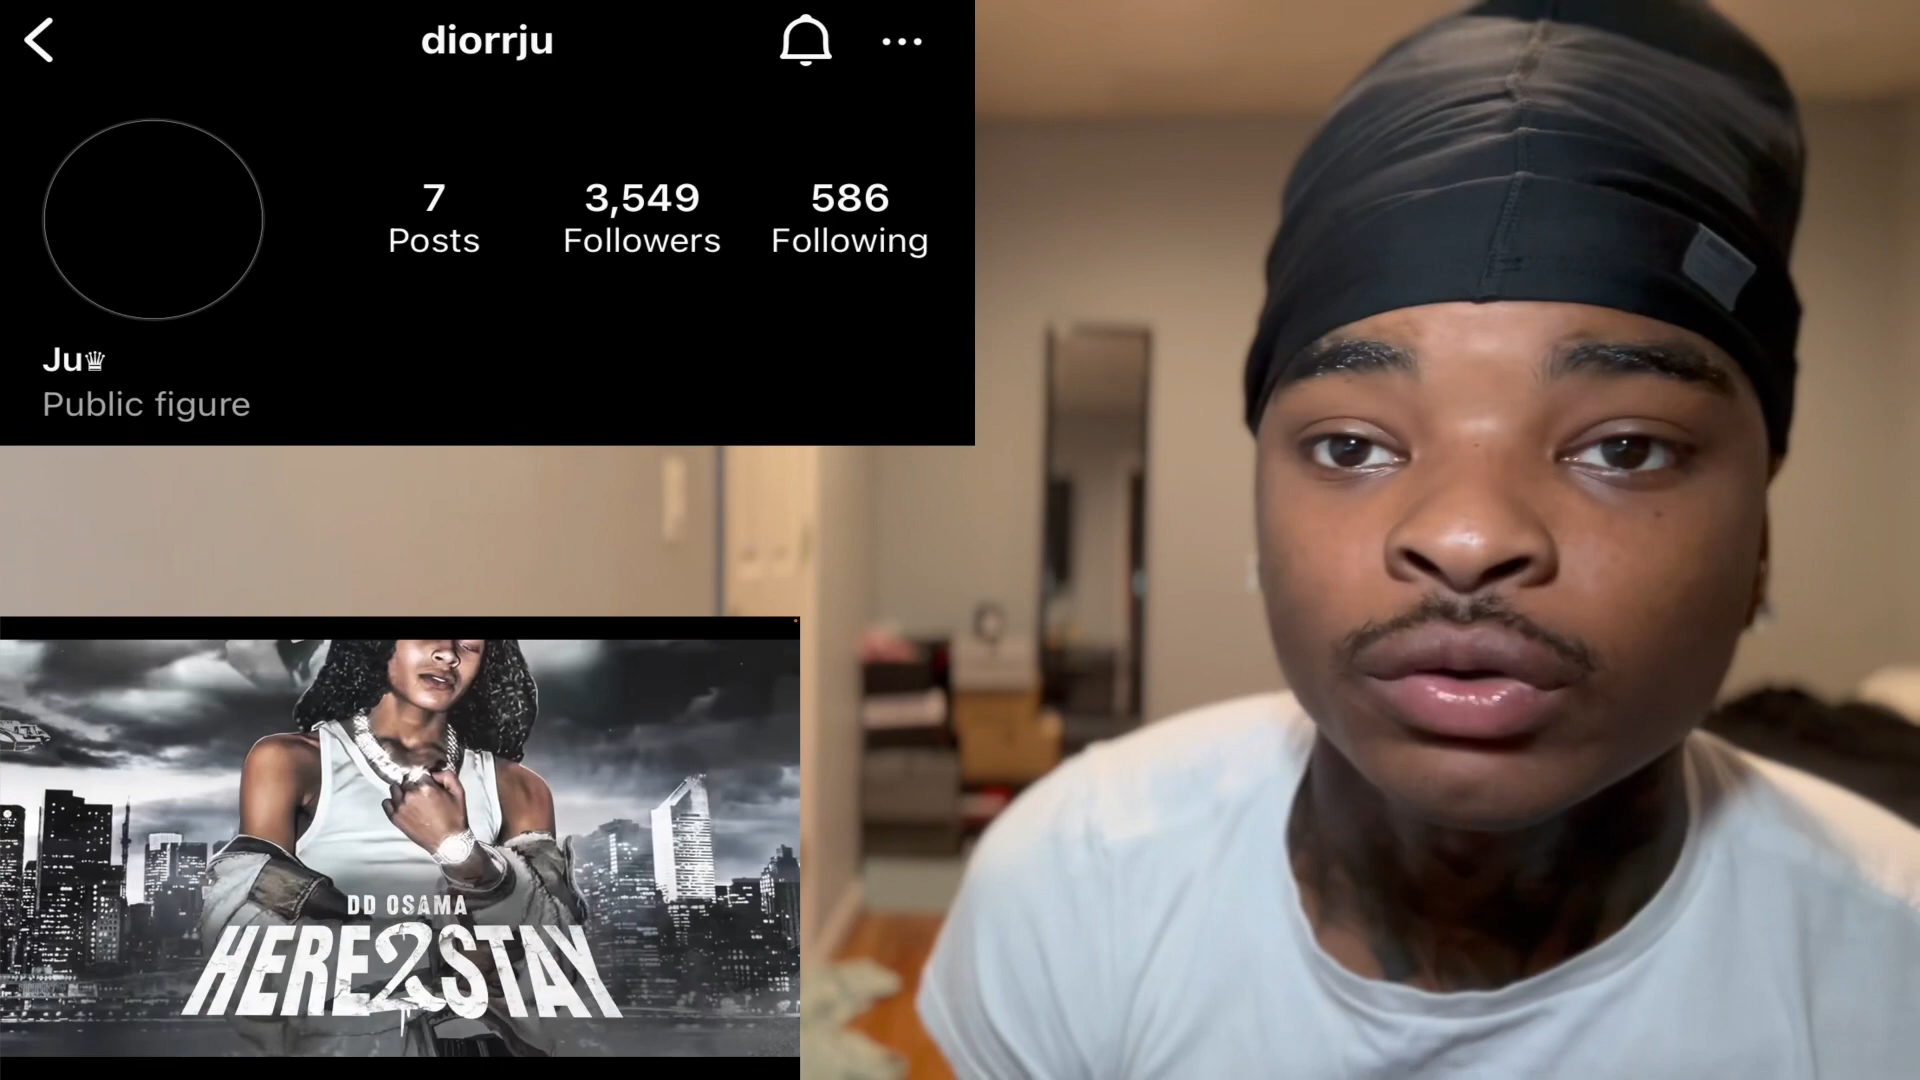 diorrju
7
Posts
3,549
Followers
586
Following
Ju♛
Public figure
DD OSAMA
HERE2STAY